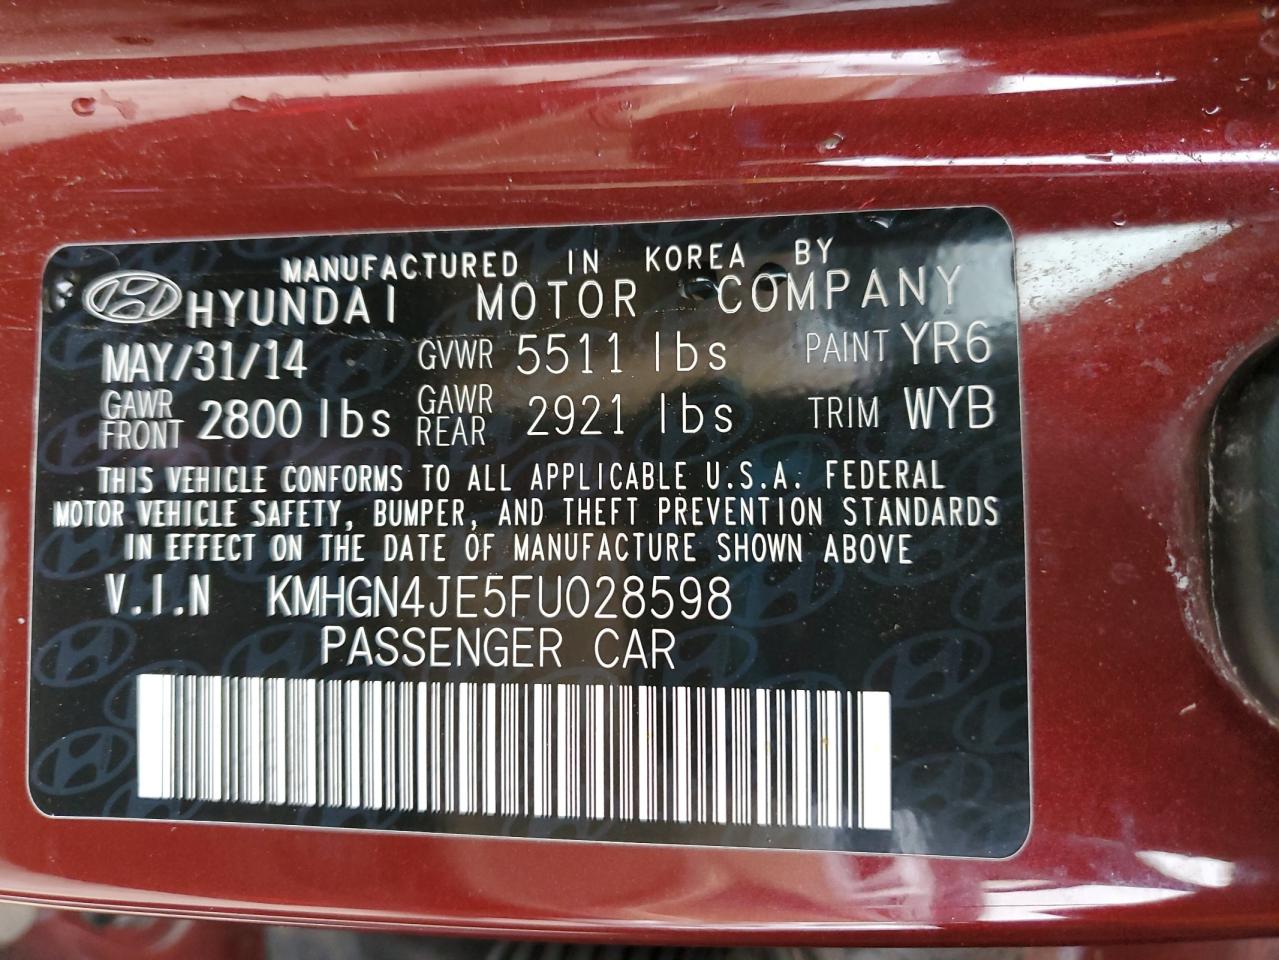 MANUFACTURED IN KOREA BY
HYUNDAI MOTOR COMPANY
MAY/31/14 GVWR 5511 lbs PAINT YR6
GAWR FRONT 2800 lbs GAWR REAR 2921 lbs TRIM WYB
THIS VEHICLE CONFORMS TO ALL APPLICABLE U.S.A. FEDERAL
MOTOR VEHICLE SAFETY, BUMPER, AND THEFT PREVENTION STANDARDS
IN EFFECT ON THE DATE OF MANUFACTURE SHOWN ABOVE
V.I.N KMHGN4JE5FU028598
PASSENGER CAR